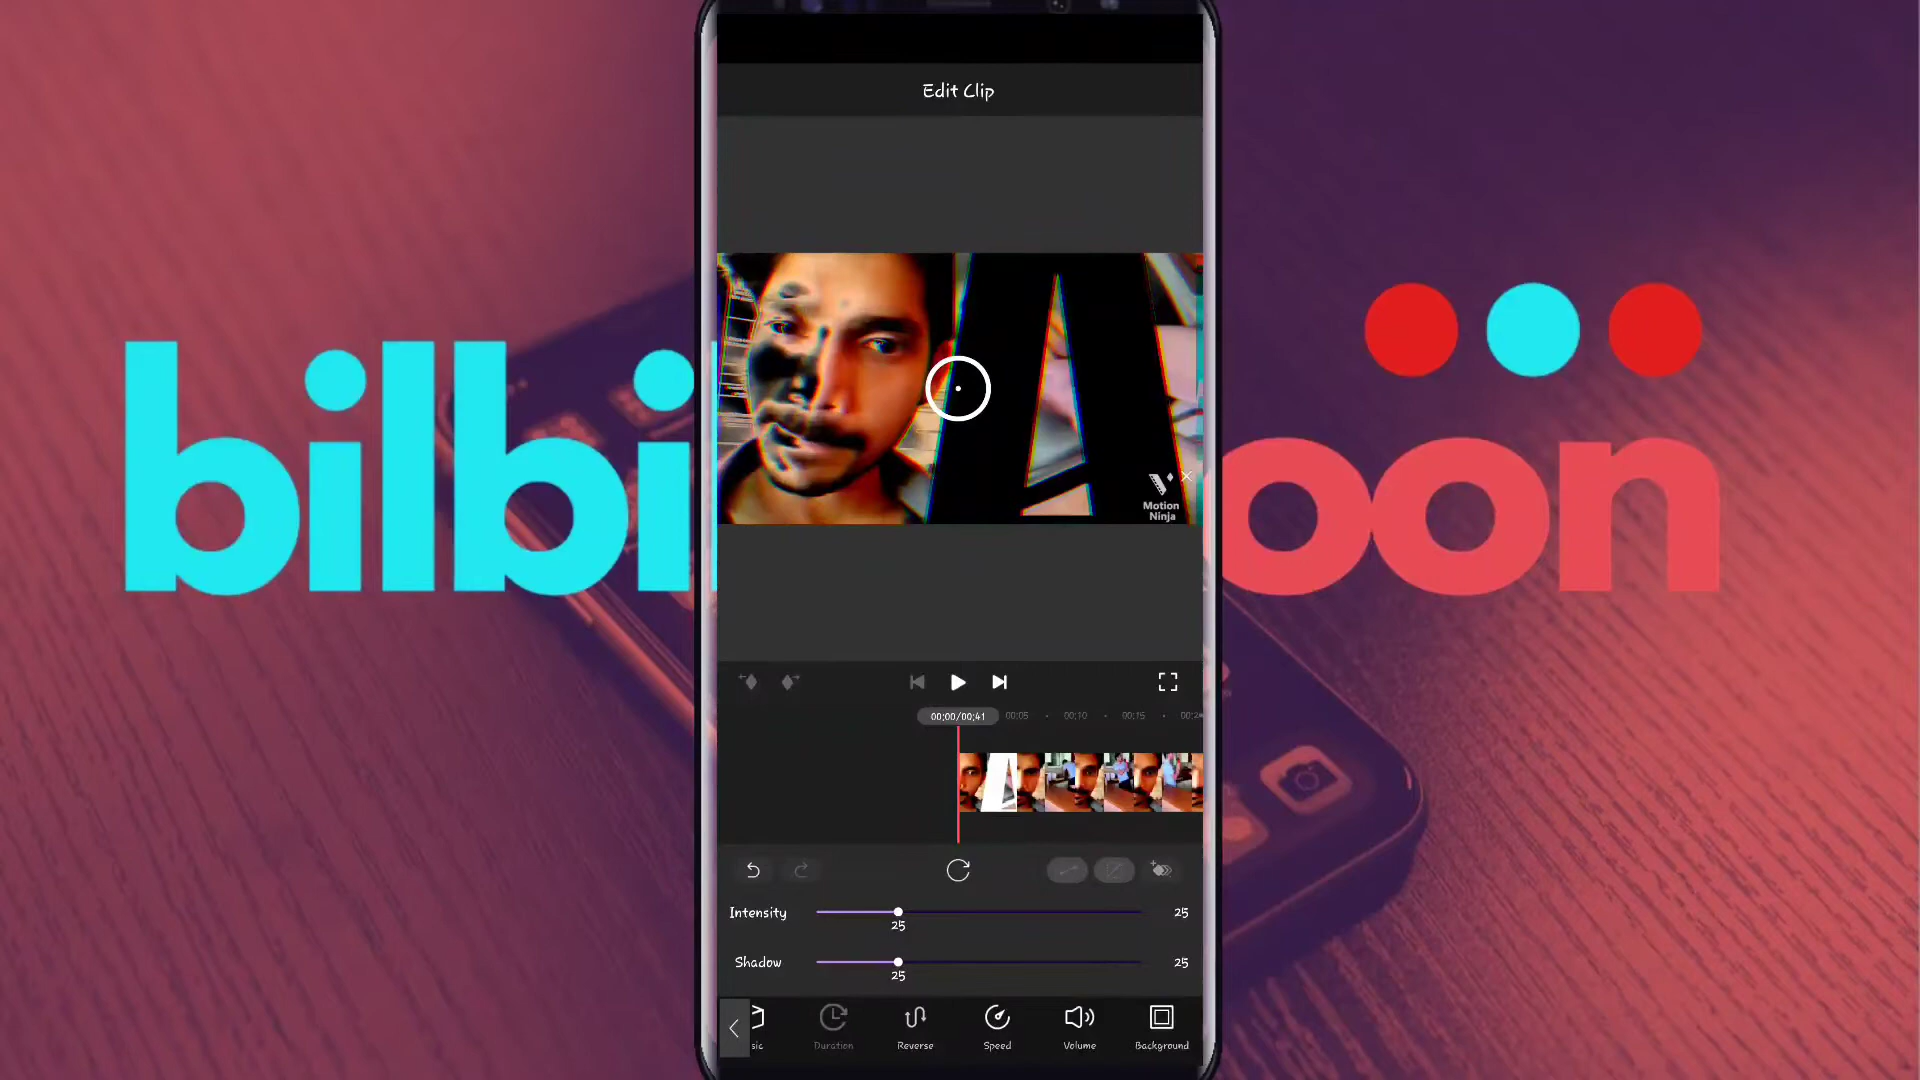 Edit Clip
bilbi
oon
A
Motion
Ninja
00;00/00;41
00;05
00;10
00;15
25
Intensity
25
25
Shadow
25
Duration
Reverse
Speed
Volume
Background